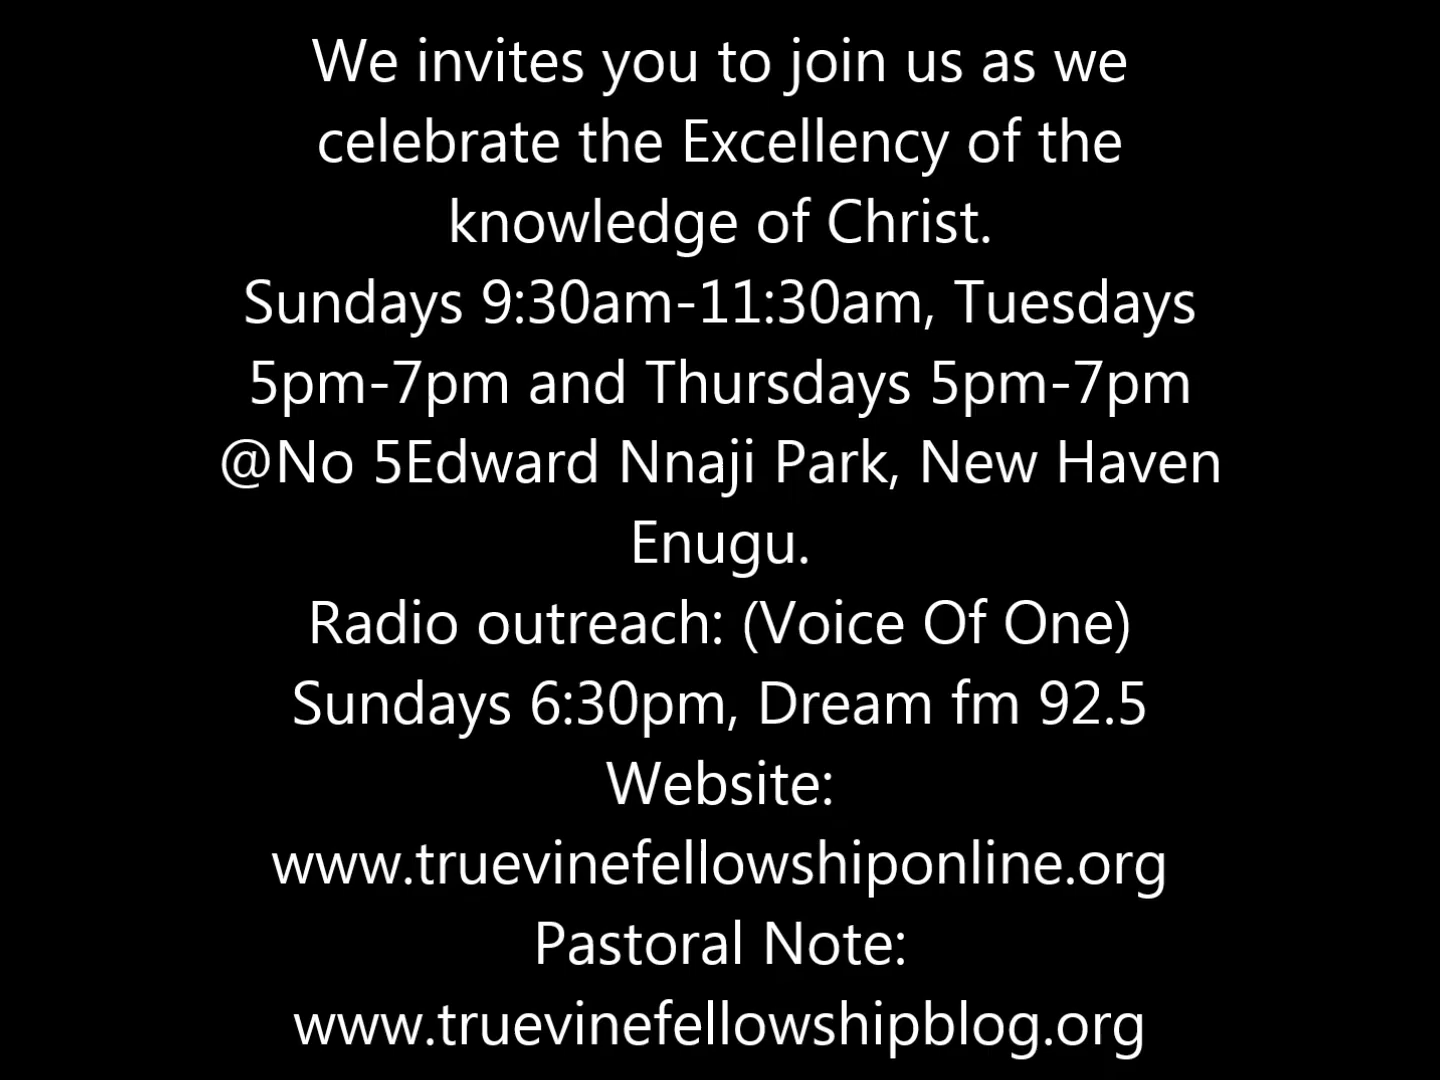 We invites you to join us as we
celebrate the Excellency of the
knowledge of Christ.
Sundays 9:30am-11:30am, Tuesdays
5pm-7pm and Thursdays 5pm-7pm
@No 5Edward Nnaji Park, New Haven
Enugu.
Radio outreach: (Voice Of One)
Sundays 6:30pm, Dream fm 92.5
Website:
www.truevinefellowshiponline.org
Pastoral Note:
www.truevinefellowshipblog.org